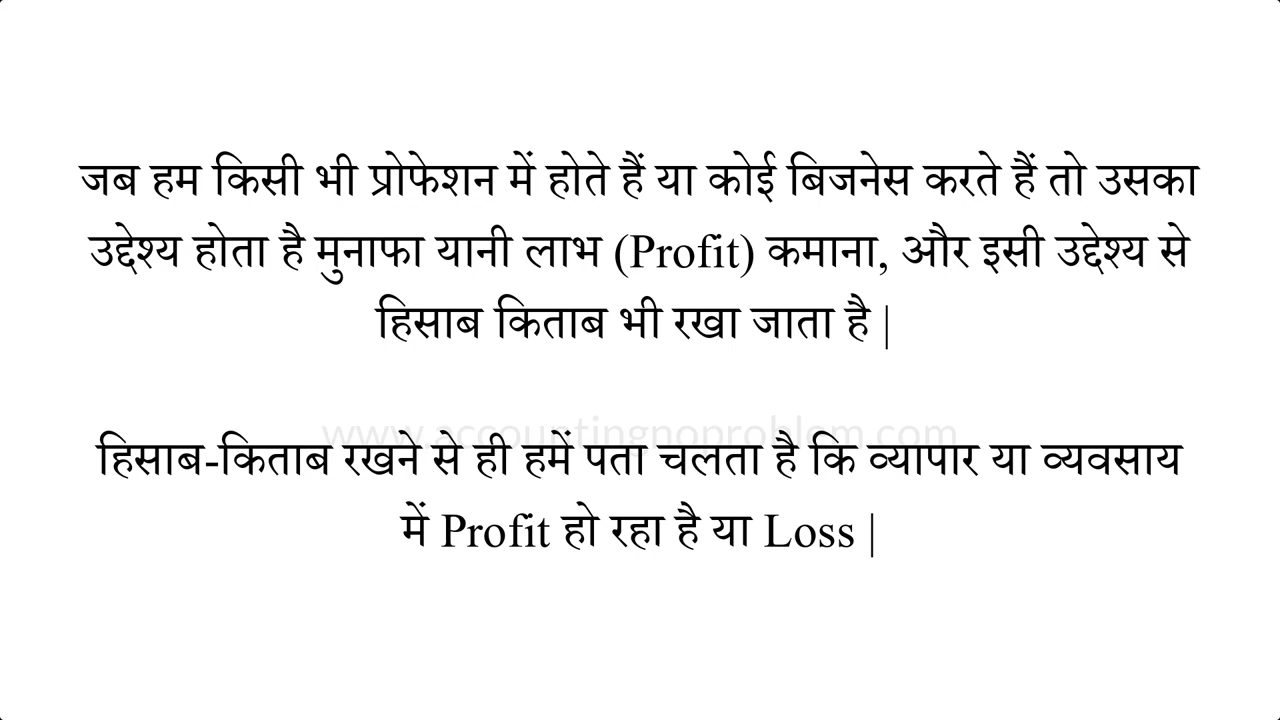 जब हम किसी भी प्रोफेशन में होते हैं या कोई बिजनेस करते हैं तो उसका
उद्देश्य होता है मुनाफा यानी लाभ (Profit) कमाना, और इसी उद्देश्य से
हिसाब किताब भी रखा जाता है |
www.accountingnoproblem.com
हिसाब-किताब रखने से ही हमें पता चलता है कि व्यापार या व्यवसाय
में Profit हो रहा है या Loss |